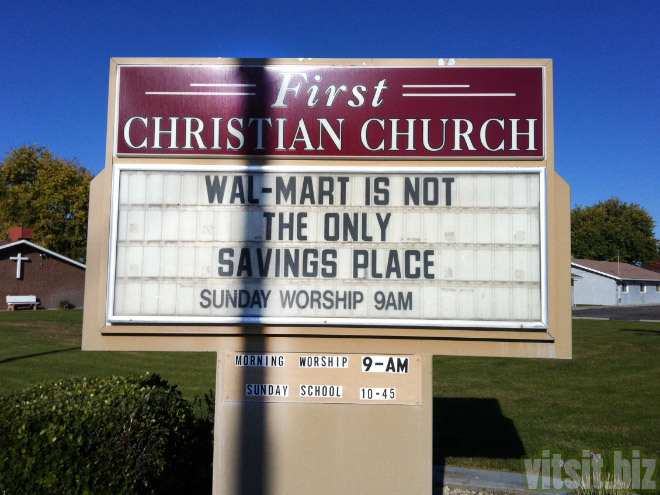 First
CHRISTIAN CHURCH
WAL-MART IS NOT
THE ONLY
SAVINGS PLACE
SUNDAY WORSHIP 9AM
MORNING WORSHIP 9-AM
SUNDAY SCHOOL 10-45
vitsit.biz